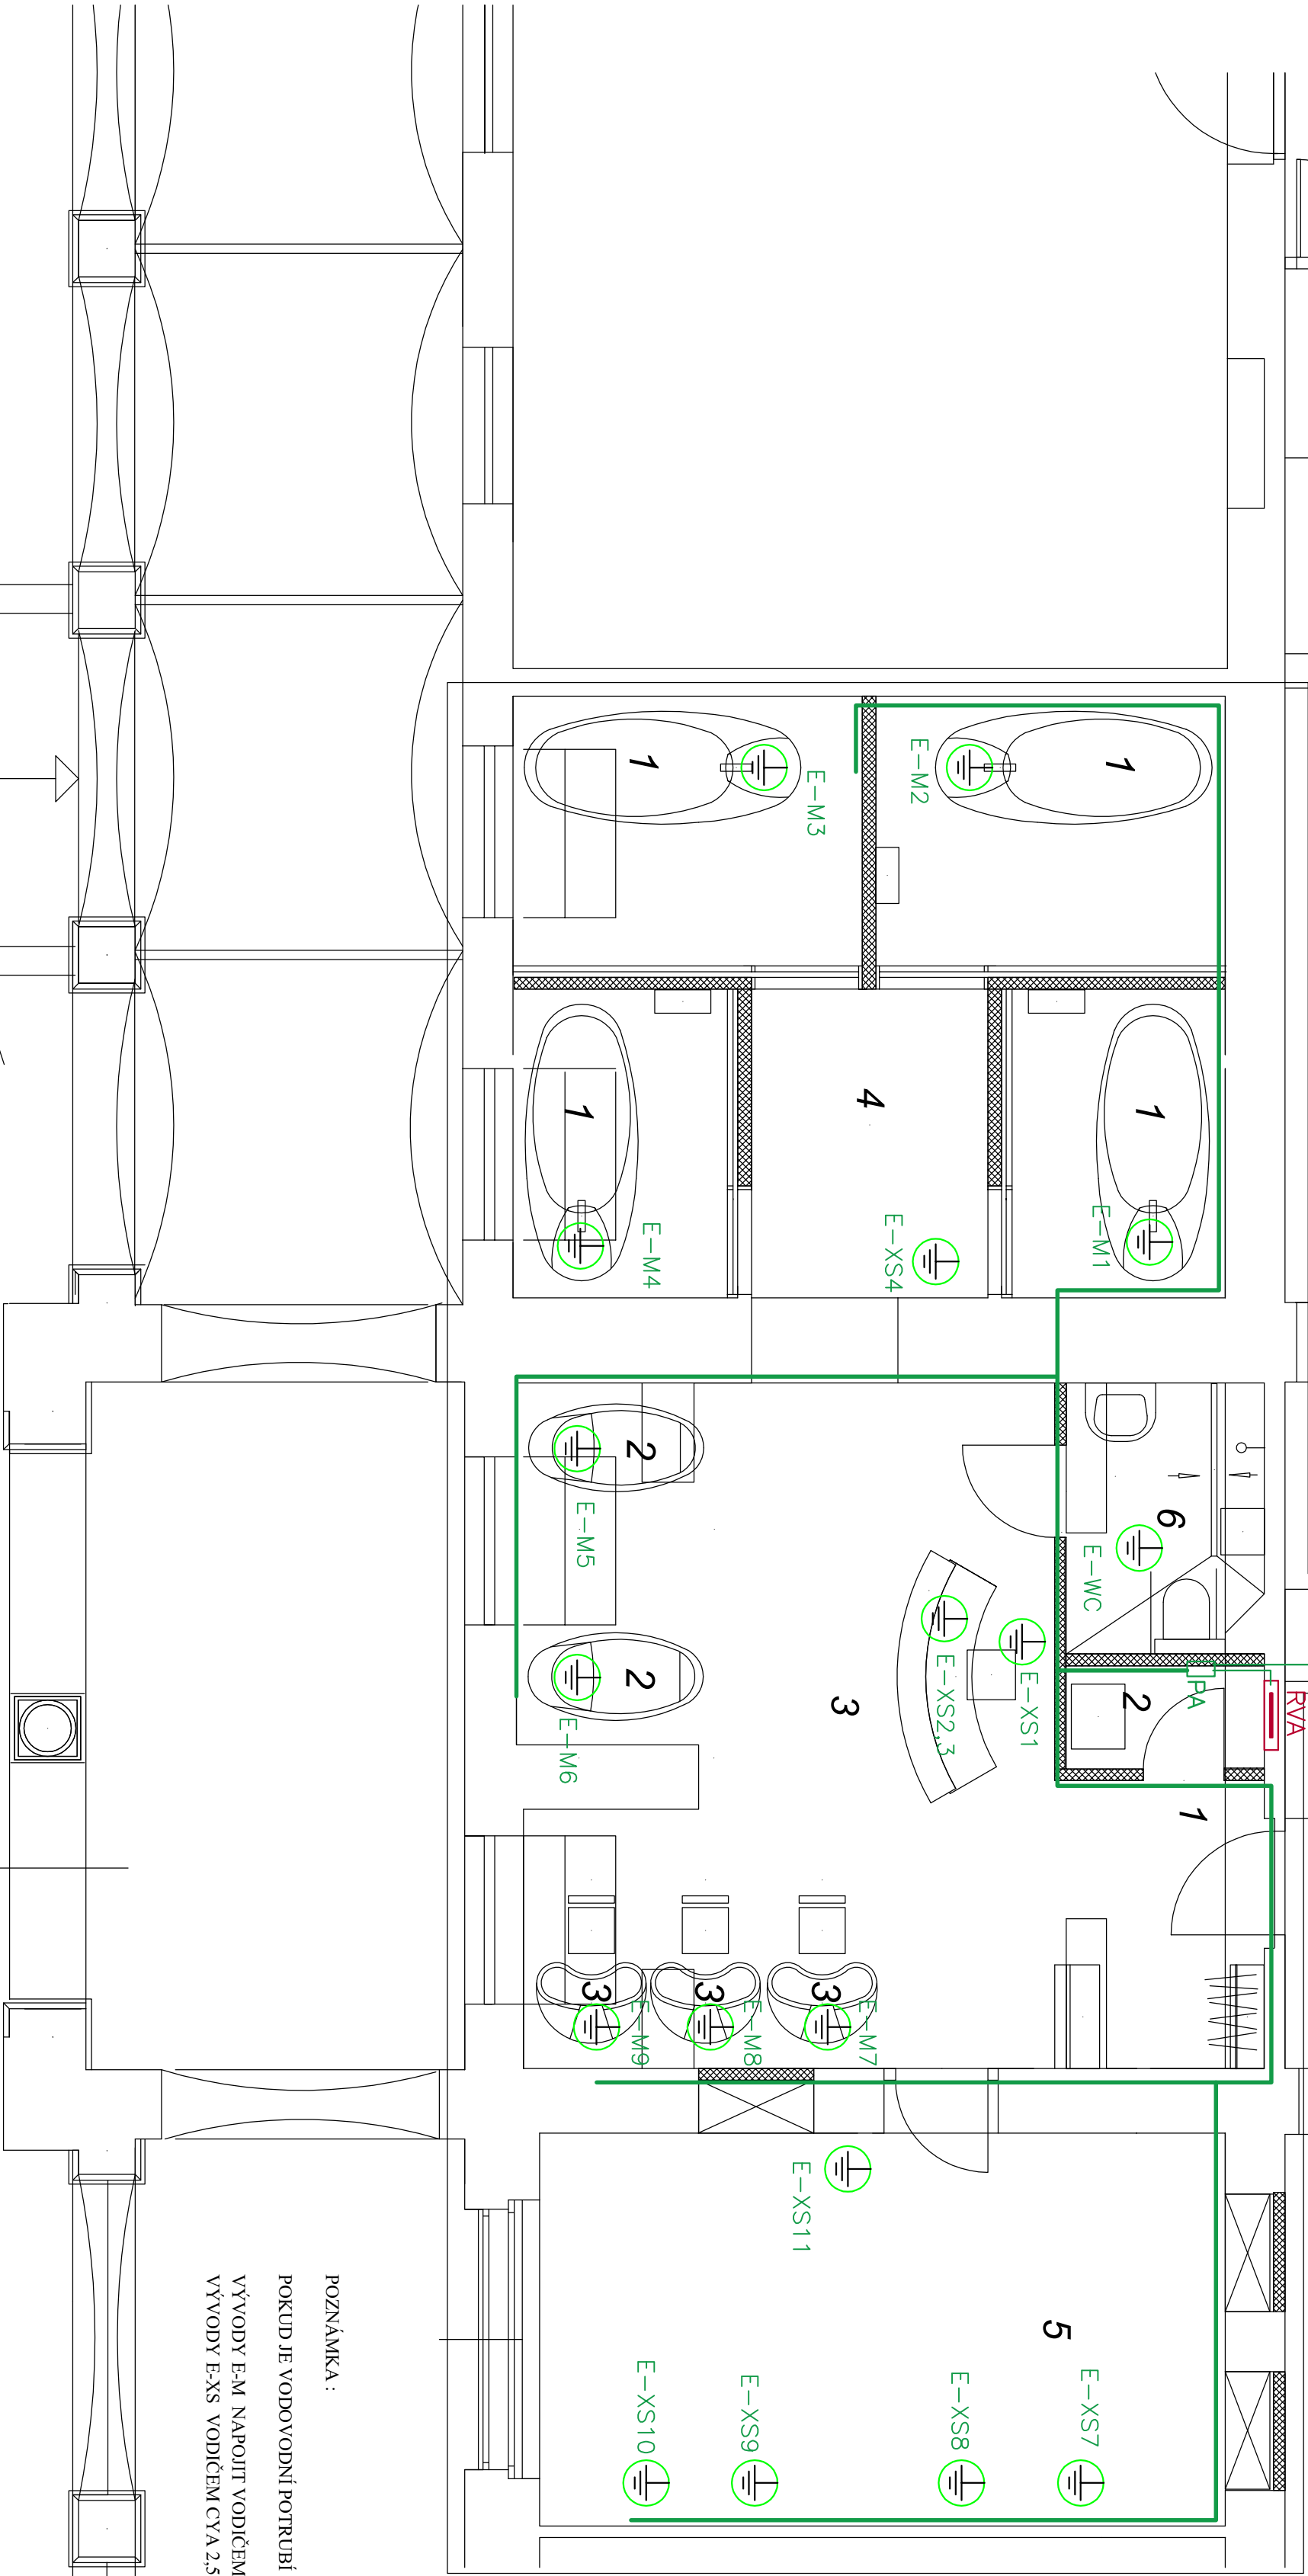 RVA
PA
E-M2
E-M3
1
1
E-M1
E-XS4
E-M4
1
4
1
6
E-WC
2
1
E-XS1
E-XS2,3
3
2
E-M5
2
E-M6
E-M7
E-M8
E-M9
3
3
3
5
E-XS7
E-XS8
E-XS9
E-XS10
E-XS11
POZNÁMKA :
POKUD JE VODOVODNÍ POTRUBÍ
VÝVODY E-M NAPOJIT VODIČEM
VÝVODY E-XS VODIČEM CYA 2,5